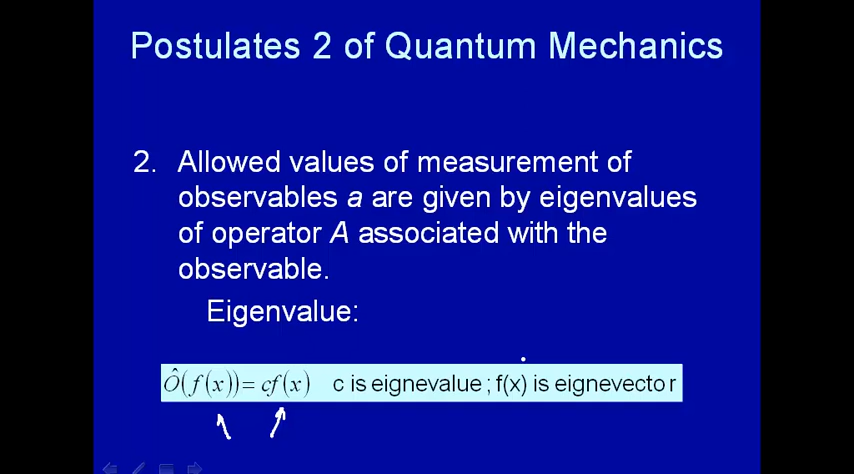 Postulates 2 of Quantum Mechanics
2. Allowed values of measurement of
observables a are given by eigenvalues
of operator A associated with the
observable.
Eigenvalue:
Ô(f(x))= cf(x) c is eignevalue ; f(x) is eignevecto r